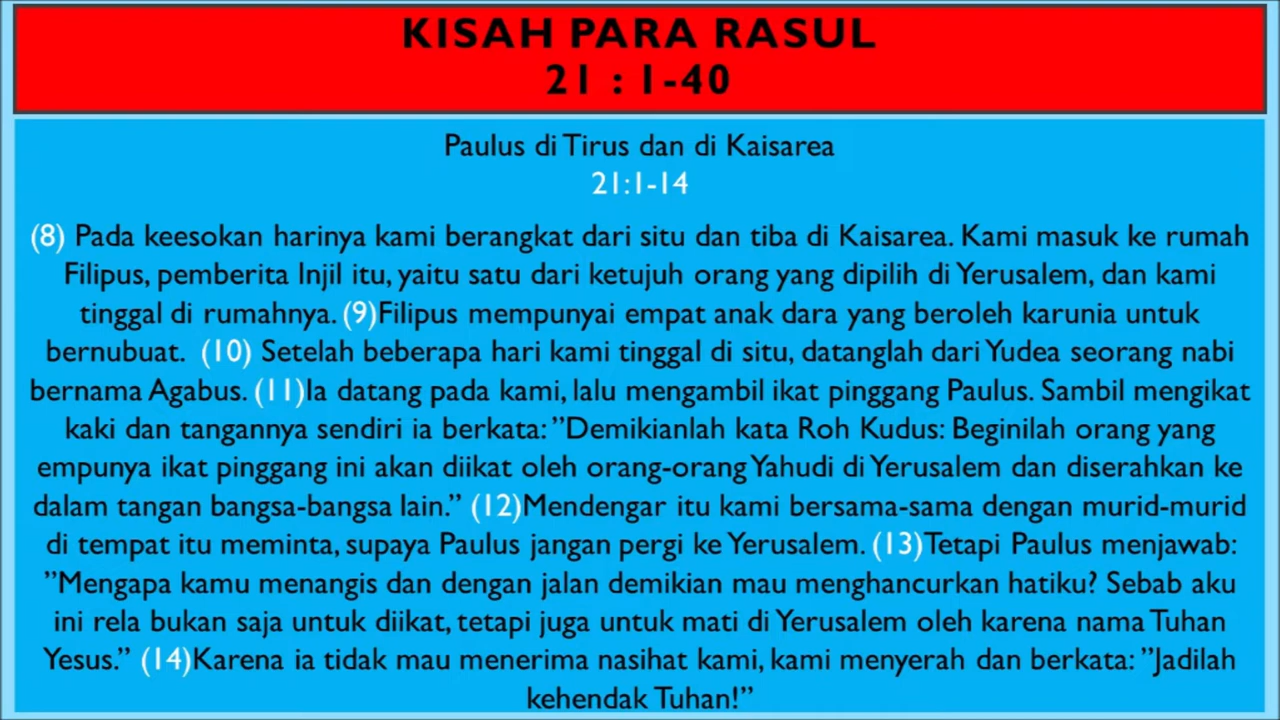 KISAH PARA RASUL
21 : 1-40
Paulus di Tirus dan di Kaisarea
21:1-14
(8) Pada keesokan harinya kami berangkat dari situ dan tiba di Kaisarea. Kami masuk ke rumah
Filipus, pemberita Injil itu, yaitu satu dari ketujuh orang yang dipilih di Yerusalem, dan kami
tinggal di rumahnya. (9)Filipus mempunyai empat anak dara yang beroleh karunia untuk
bernubuat. (10) Setelah beberapa hari kami tinggal di situ, datanglah dari Yudea seorang nabi
bernama Agabus. (11)Ia datang pada kami, lalu mengambil ikat pinggang Paulus. Sambil mengikat
kaki dan tangannya sendiri ia berkata: ”Demikianlah kata Roh Kudus: Beginilah orang yang
empunya ikat pinggang ini akan diikat oleh orang-orang Yahudi di Yerusalem dan diserahkan ke
dalam tangan bangsa-bangsa lain.” (12)Mendengar itu kami bersama-sama dengan murid-murid
di tempat itu meminta, supaya Paulus jangan pergi ke Yerusalem. (13)Tetapi Paulus menjawab:
”Mengapa kamu menangis dan dengan jalan demikian mau menghancurkan hatiku? Sebab aku
ini rela bukan saja untuk diikat, tetapi juga untuk mati di Yerusalem oleh karena nama Tuhan
Yesus.” (14)Karena ia tidak mau menerima nasihat kami, kami menyerah dan berkata: ”Jadilah
kehendak Tuhan!”